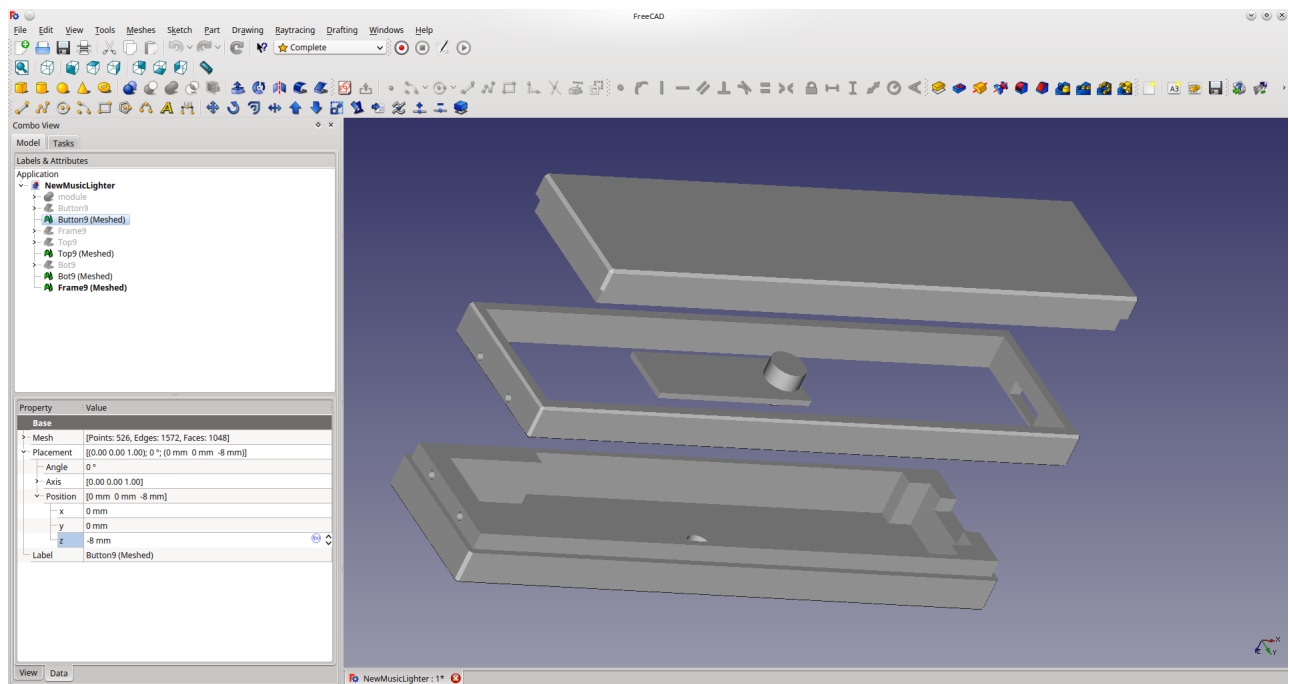 FreeCAD
File Edit View Tools Meshes Sketch Part Drawing Raytracing Drafting Windows Help
Complete
A3
Combo View
Model Tasks
Labels & Attributes
Application
NewMusicLighter
module
Button9
Button9 (Meshed)
Frame9
Top9
Top9 (Meshed)
Bot9
Bot9 (Meshed)
Frame9 (Meshed)
Property Value
Base
Mesh [Points: 526, Edges: 1572, Faces: 1048]
Placement [(0.00 0.00 1.00); 0 °; (0 mm 0 mm -8 mm)]
Angle 0 °
Axis [0.00 0.00 1.00]
Position [0 mm 0 mm -8 mm]
x 0 mm
y 0 mm
z -8 mm
Label Button9 (Meshed)
View Data
NewMusicLighter : 1*
X
Y